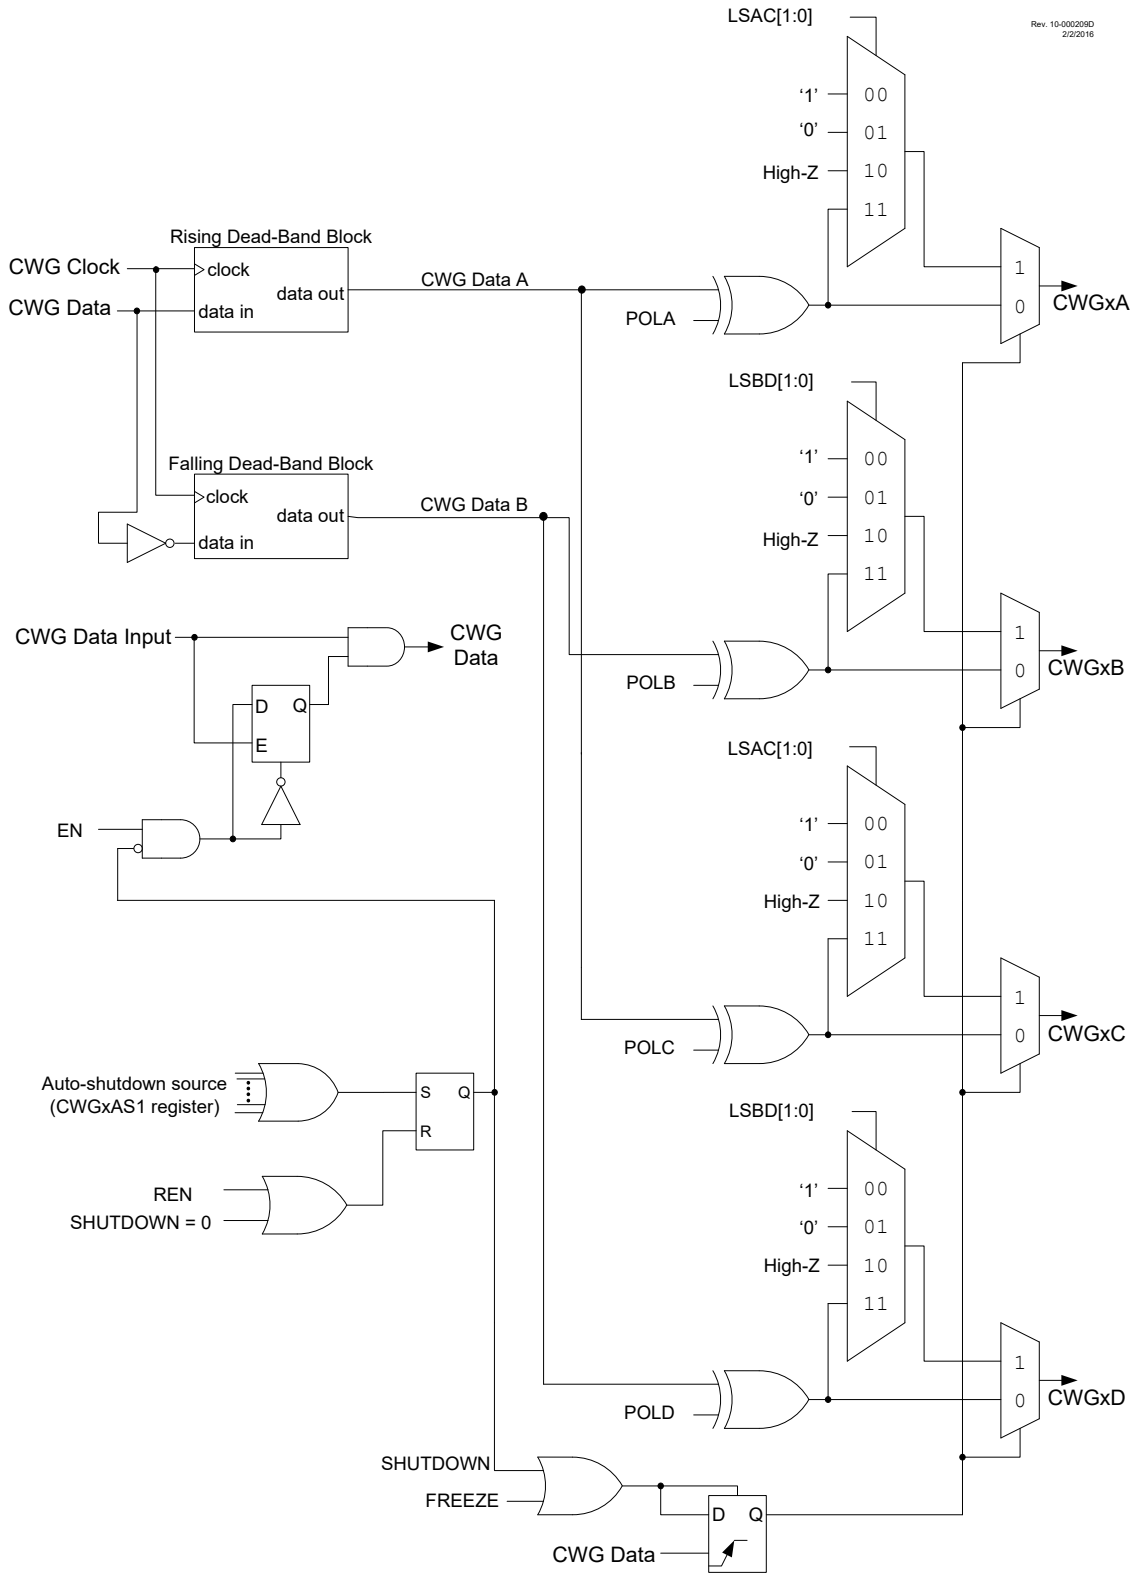 Rev. 10-000209D
2/2/2016
LSAC[1:0]
‘1’
00
‘0’
01
High-Z
10
11
1
0
CWGxA
Rising Dead-Band Block
CWG Clock
clock
CWG Data
data in
data out
CWG Data A
POLA
LSBD[1:0]
‘1’
00
‘0’
01
High-Z
10
11
1
0
CWGxB
Falling Dead-Band Block
clock
data out
data in
CWG Data B
POLB
CWG Data Input
CWG
Data
D
Q
E
EN
LSAC[1:0]
‘1’
00
‘0’
01
High-Z
10
11
1
0
CWGxC
POLC
Auto-shutdown source
(CWGxAS1 register)
S
Q
R
REN
SHUTDOWN = 0
LSBD[1:0]
‘1’
00
‘0’
01
High-Z
10
11
1
0
CWGxD
POLD
SHUTDOWN
FREEZE
D
Q
CWG Data